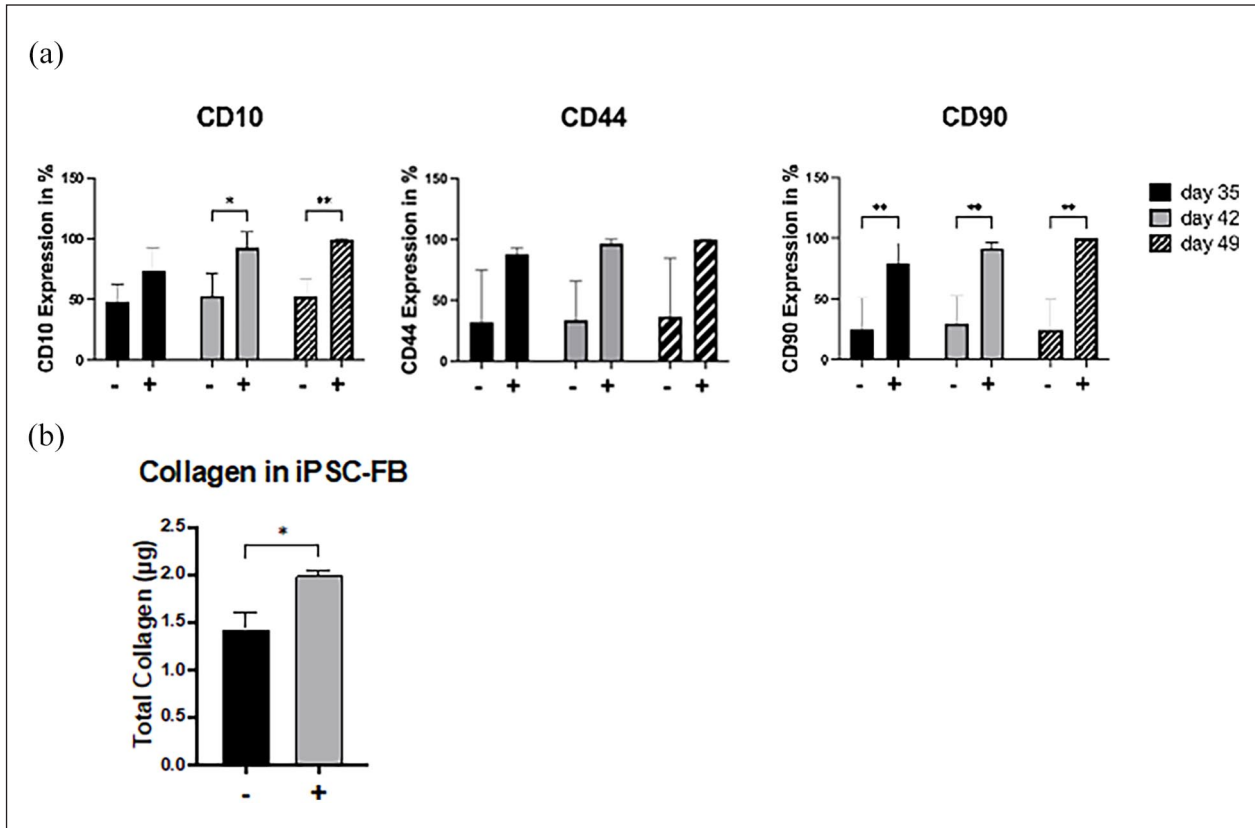 (a)
CD10
CD44
CD90
CD10 Expression in %
150
100
50
0
*
**
- + - + - +
CD44 Expression in %
150
100
50
0
- + - + - +
CD90 Expression in %
150
100
50
0
** ** **
- + - + - +
day 35
day 42
day 49
(b)
Collagen in iPSC-FB
Total Collagen (µg)
2.5
2.0
1.5
1.0
0.5
0.0
*
- +